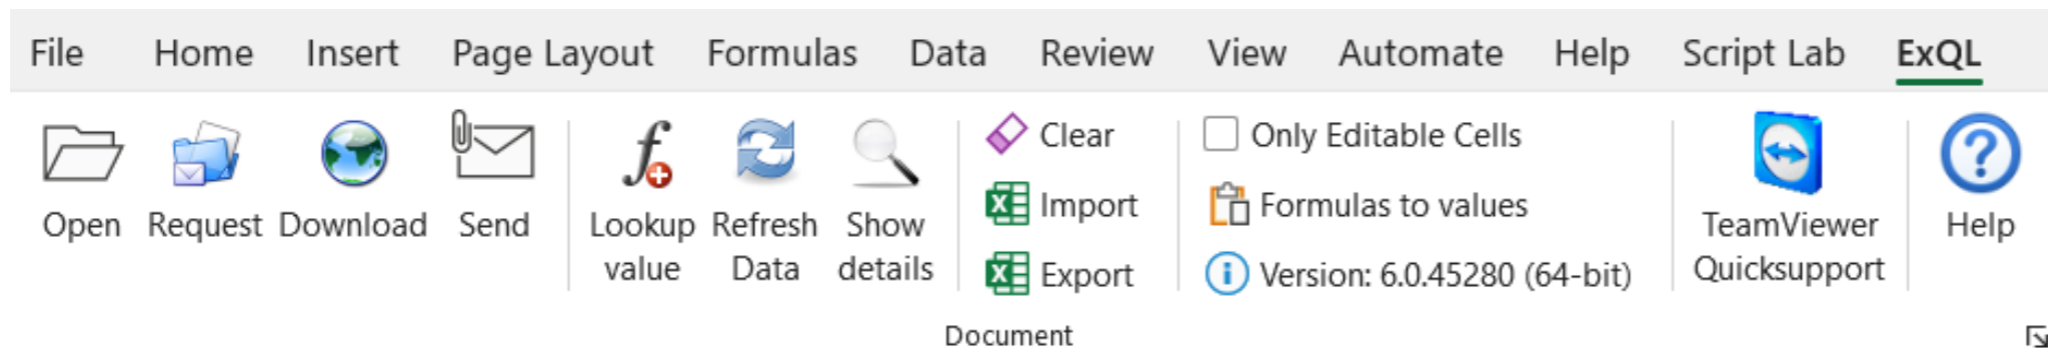 File Home Insert Page Layout Formulas Data Review View Automate Help Script Lab ExQL
Open Request Download Send
Lookup value
Refresh Data
Show details
Clear
Import
Export
Only Editable Cells
Formulas to values
Version: 6.0.45280 (64-bit)
TeamViewer Quicksupport
Help
Document